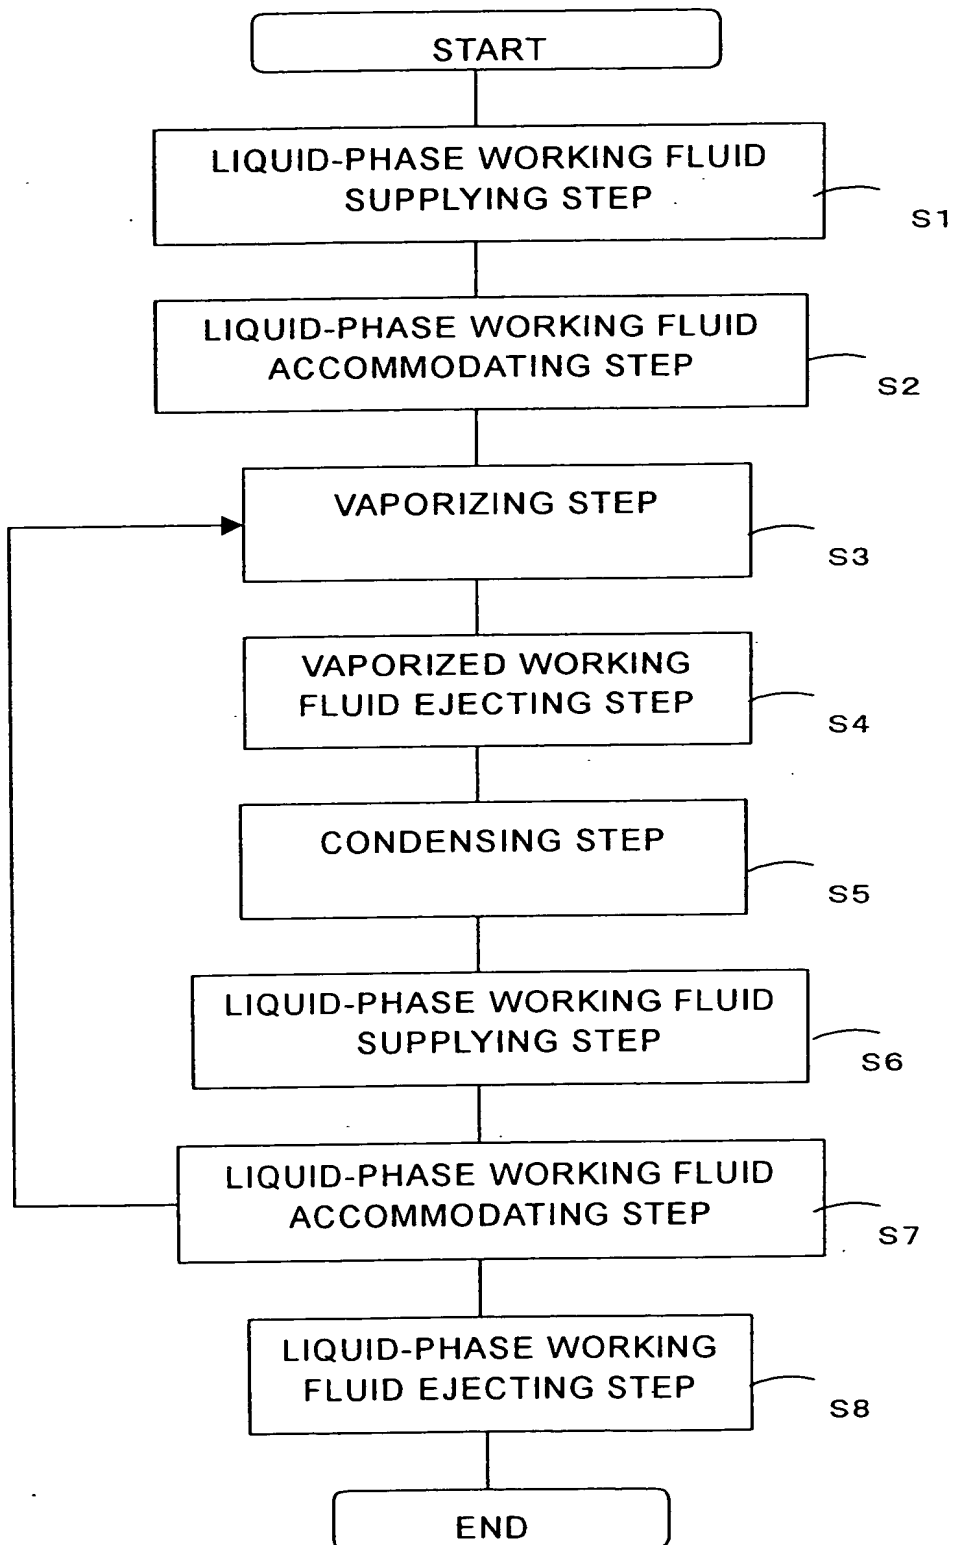 START
LIQUID-PHASE WORKING FLUID
SUPPLYING STEP
S1
LIQUID-PHASE WORKING FLUID
ACCOMMODATING STEP
S2
VAPORIZING STEP
S3
VAPORIZED WORKING
FLUID EJECTING STEP
S4
CONDENSING STEP
S5
LIQUID-PHASE WORKING FLUID
SUPPLYING STEP
S6
LIQUID-PHASE WORKING FLUID
ACCOMMODATING STEP
S7
LIQUID-PHASE WORKING
FLUID EJECTING STEP
S8
END